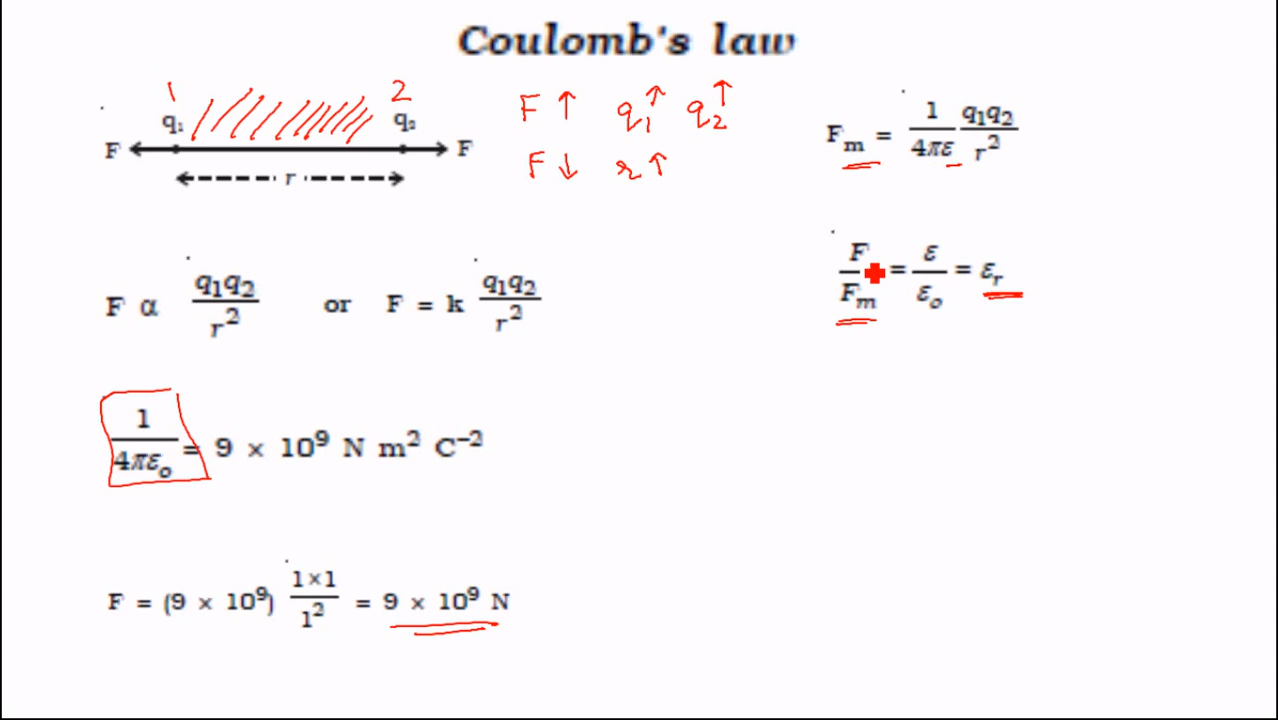 Coulomb's law
1 2
q₁ q₂
F F
r
F ↑ q₁ ↑ q₂ ↑
F ↓ r ↑
F α q₁q₂/r² or F = k q₁q₂/r²
1/4πεₒ = 9 × 10⁹ N m² C⁻²
F = (9 × 10⁹) 1×1/1² = 9 × 10⁹ N
Fₘ = 1/4πε q₁q₂/r²
F/Fₘ = ε/εₒ = εᵣ